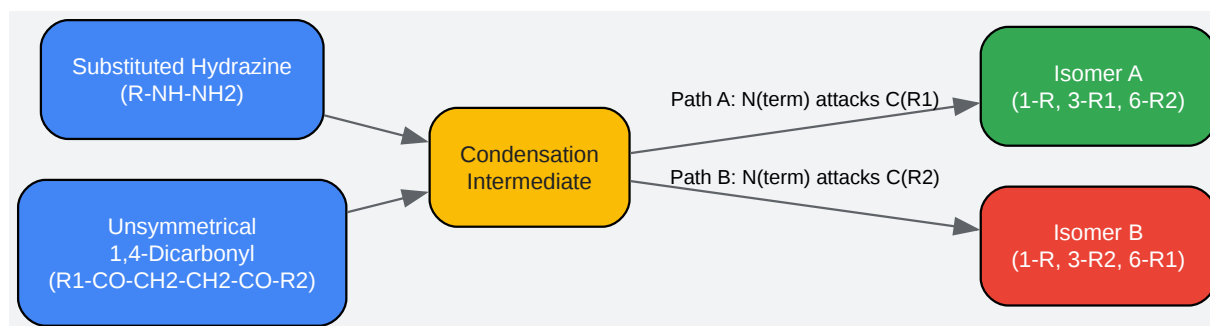 Substituted Hydrazine
(R-NH-NH2)
Unsymmetrical
1,4-Dicarbonyl
(R1-CO-CH2-CH2-CO-R2)
Condensation
Intermediate
Path A: N(term) attacks C(R1)
Path B: N(term) attacks C(R2)
Isomer A
(1-R, 3-R1, 6-R2)
Isomer B
(1-R, 3-R2, 6-R1)